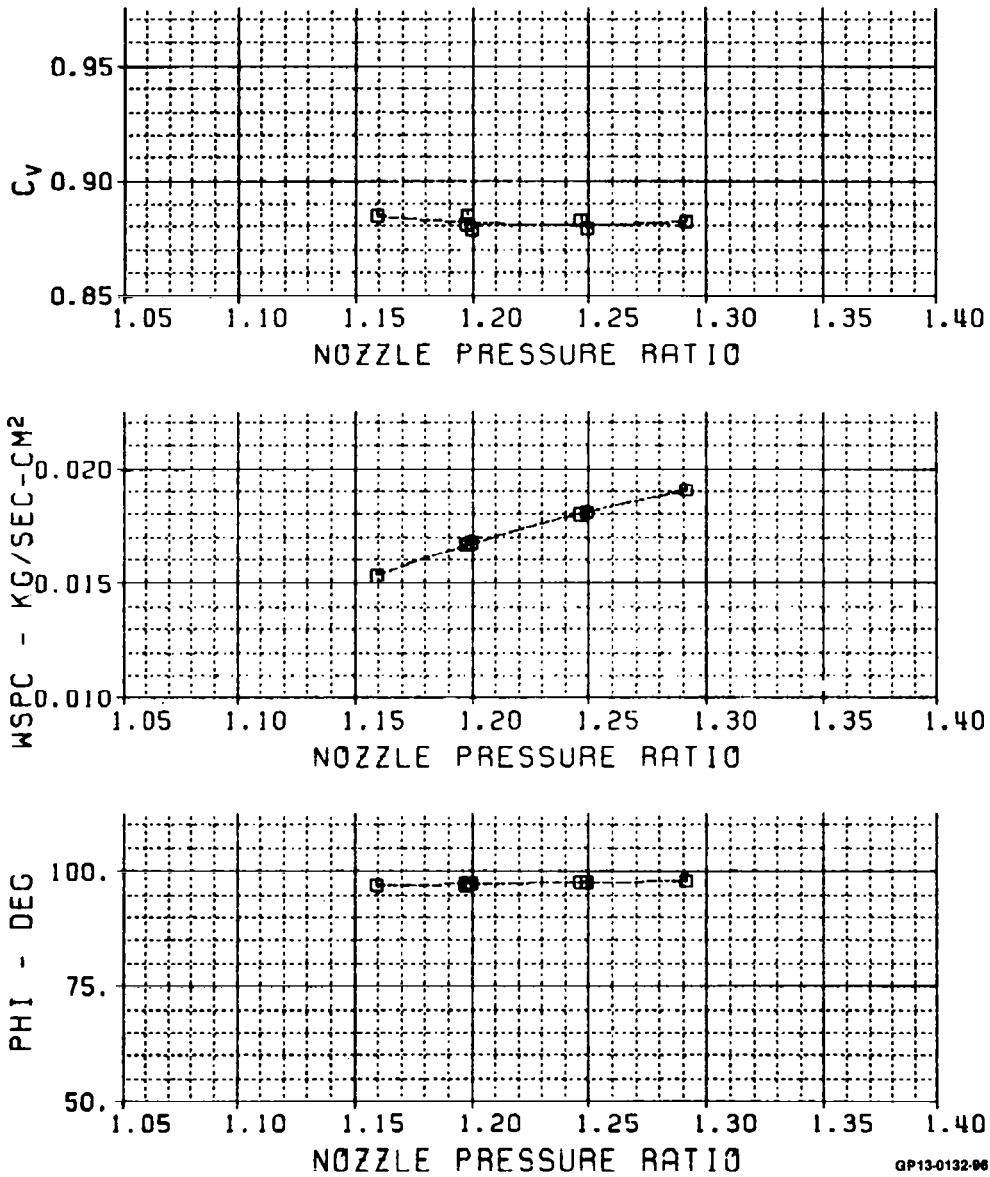 0.95
0.90
0.85
Cv
1.05 1.10 1.15 1.20 1.25 1.30 1.35 1.40
NOZZLE PRESSURE RATIO
0.020
0.015
0.010
WSPC - KG/SEC-CM²
1.05 1.10 1.15 1.20 1.25 1.30 1.35 1.40
NOZZLE PRESSURE RATIO
100.
75.
50.
PHI - DEG
1.05 1.10 1.15 1.20 1.25 1.30 1.35 1.40
NOZZLE PRESSURE RATIO
GP13-0132-96